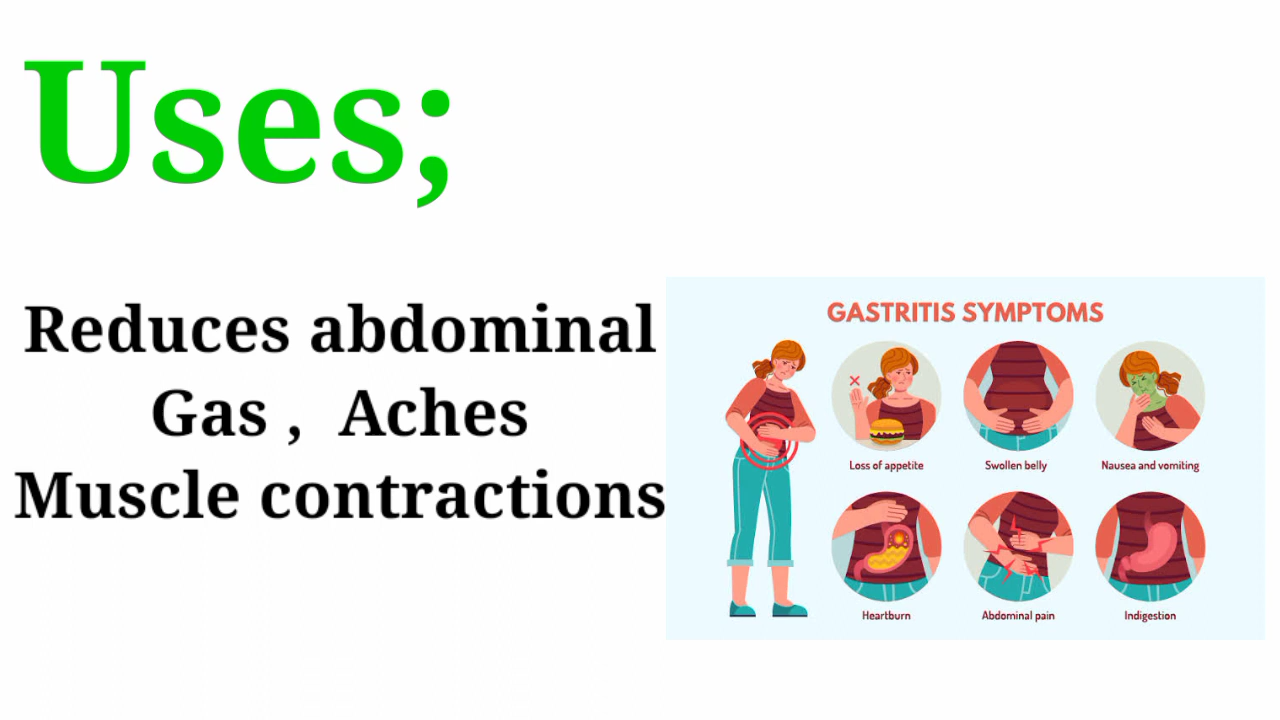 Uses;
Reduces abdominal
Gas , Aches
Muscle contractions
GASTRITIS SYMPTOMS
Loss of appetite
Swollen belly
Nausea and vomiting
Heartburn
Abdominal pain
Indigestion